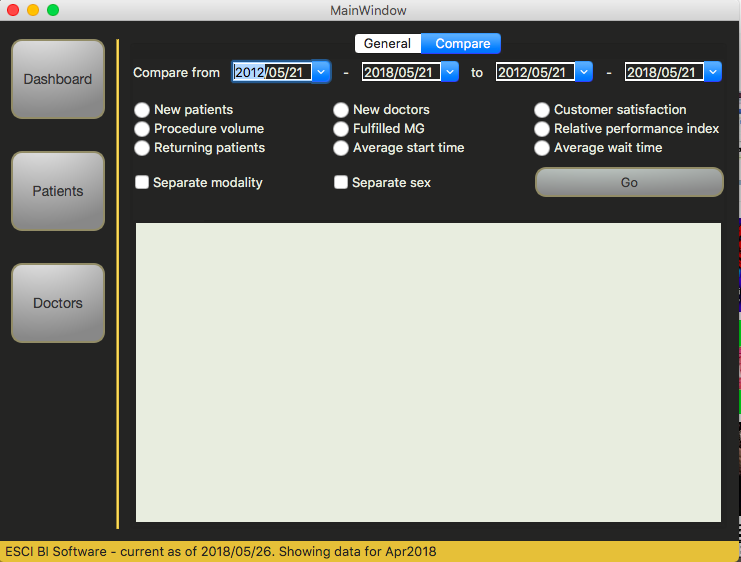 MainWindow
General Compare
Dashboard
Compare from 2012/05/21 - 2018/05/21 to 2012/05/21 - 2018/05/21
New patients New doctors Customer satisfaction
Procedure volume Fulfilled MG Relative performance index
Returning patients Average start time Average wait time
Patients
Separate modality Separate sex Go
Doctors
ESCI BI Software - current as of 2018/05/26. Showing data for Apr2018